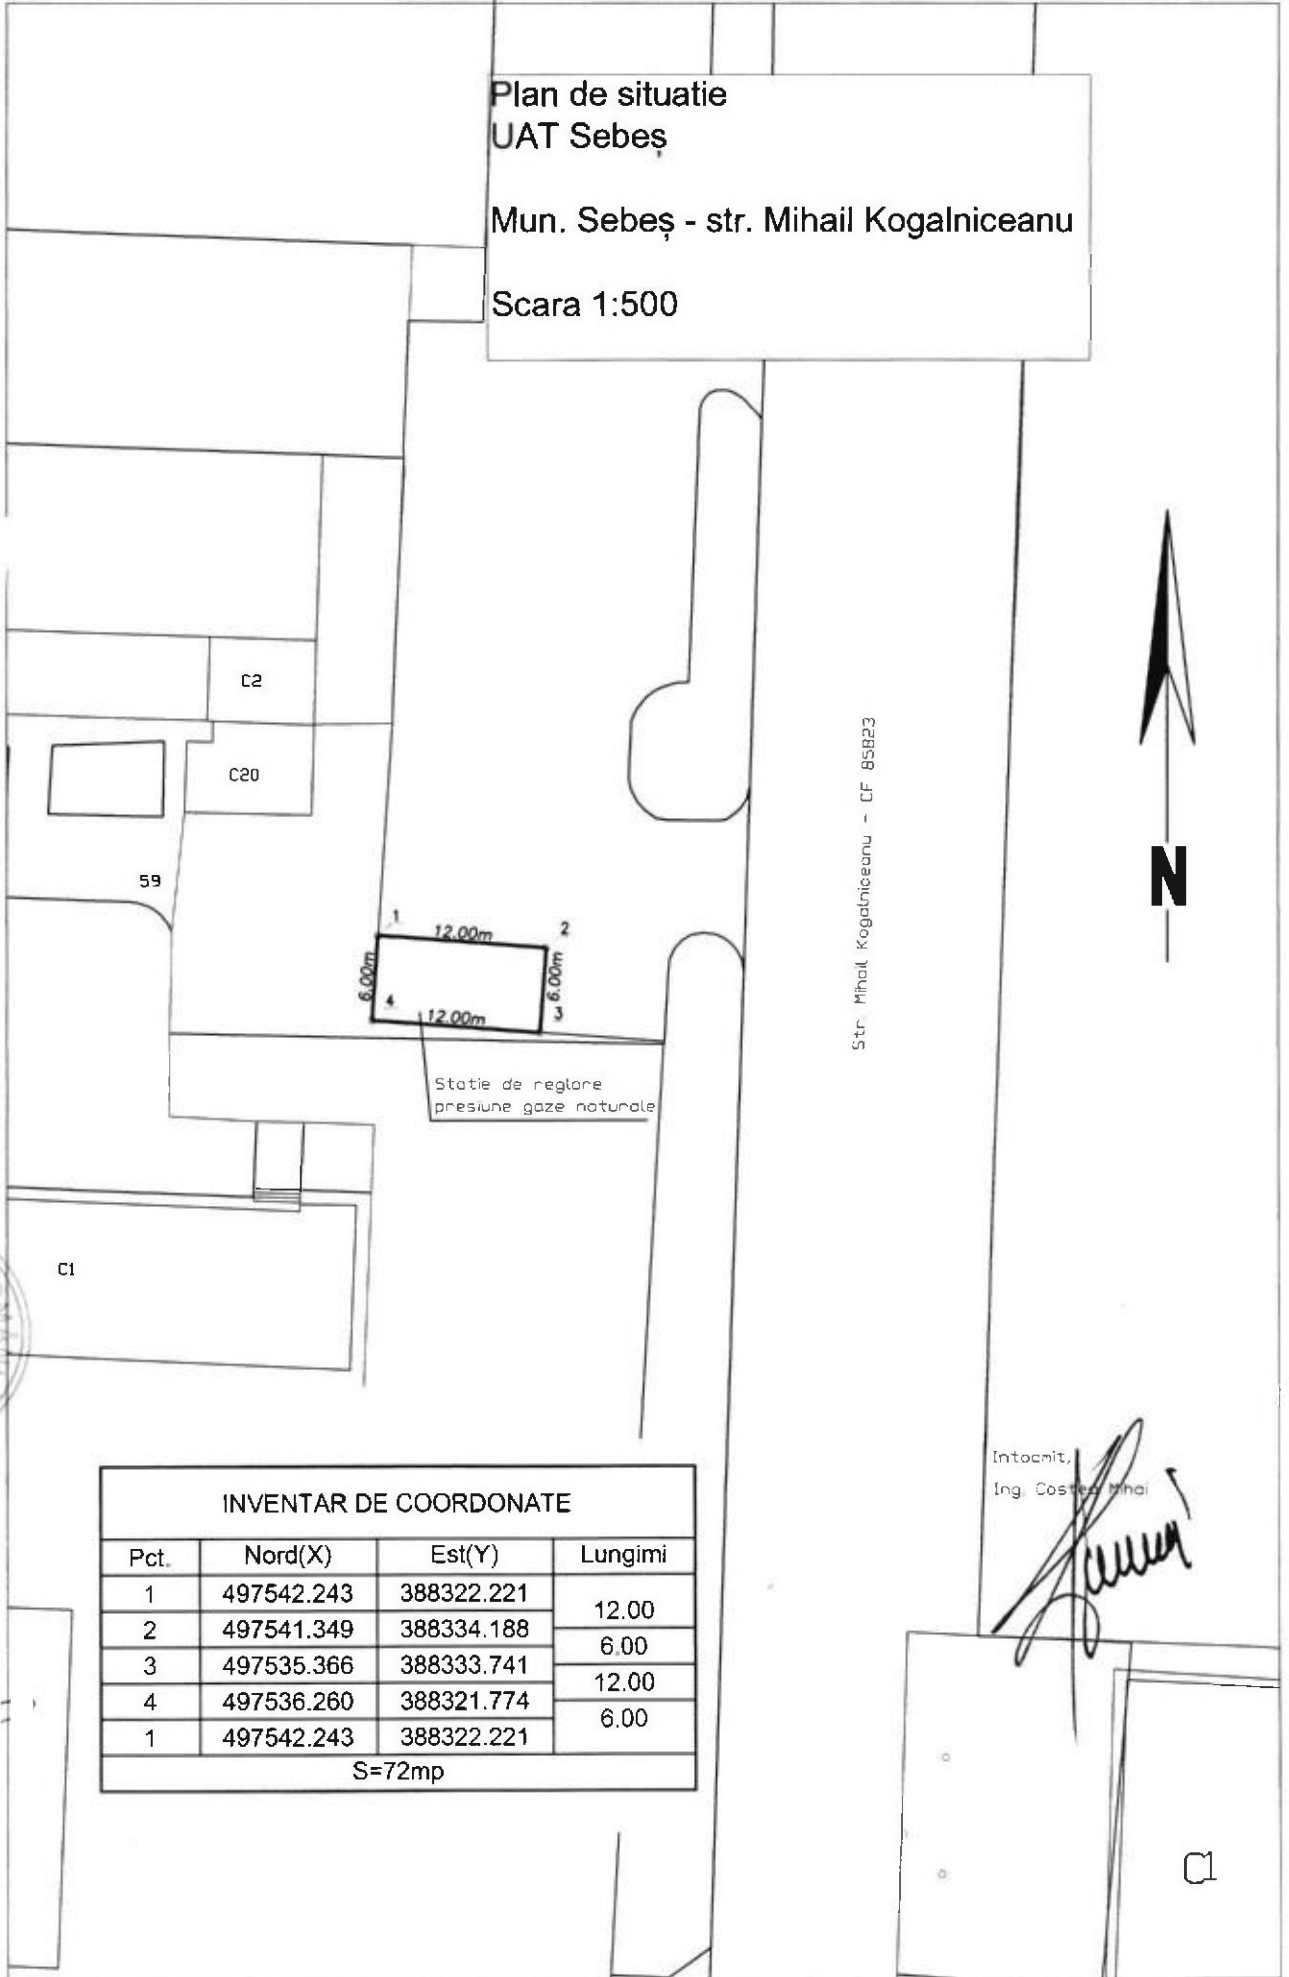 Plan de situatie
UAT Sebeș
Mun. Sebeș - str. Mihail Kogalniceanu
Scara 1:500
C2
C20
59
Str. Mihail Kogalniceanu - CF 85823
N
1
12.00m
2
6.00m
6.00m
4
12.00m
3
Statie de reglare
presiune gaze naturale
C1
Intocmit,
Ing. Costea Mihai
INVENTAR DE COORDONATE
Pct. Nord(X) Est(Y) Lungimi
1 497542.243 388322.221
12.00
2 497541.349 388334.188
6.00
3 497535.366 388333.741
12.00
4 497536.260 388321.774
6.00
1 497542.243 388322.221
S=72mp
C1